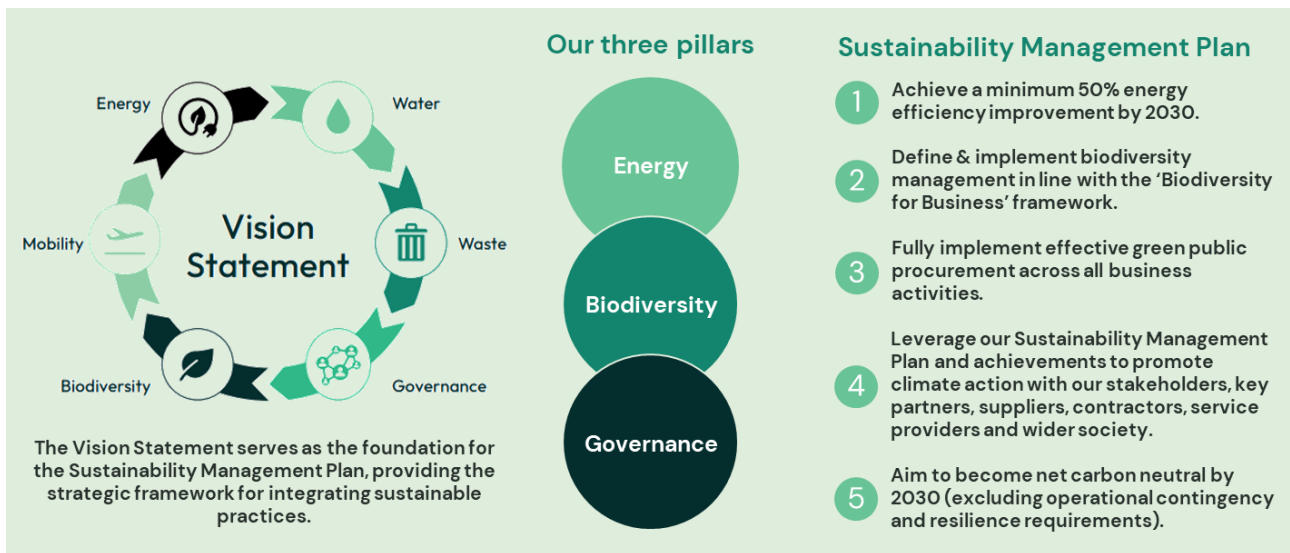 Energy
Water
Mobility
Vision
Statement
Waste
Biodiversity
Governance
The Vision Statement serves as the foundation for
the Sustainability Management Plan, providing the
strategic framework for integrating sustainable
practices.
Our three pillars
Energy
Biodiversity
Governance
Sustainability Management Plan
1
Achieve a minimum 50% energy
efficiency improvement by 2030.
2
Define & implement biodiversity
management in line with the ‘Biodiversity
for Business’ framework.
3
Fully implement effective green public
procurement across all business
activities.
4
Leverage our Sustainability Management
Plan and achievements to promote
climate action with our stakeholders, key
partners, suppliers, contractors, service
providers and wider society.
5
Aim to become net carbon neutral by
2030 (excluding operational contingency
and resilience requirements).